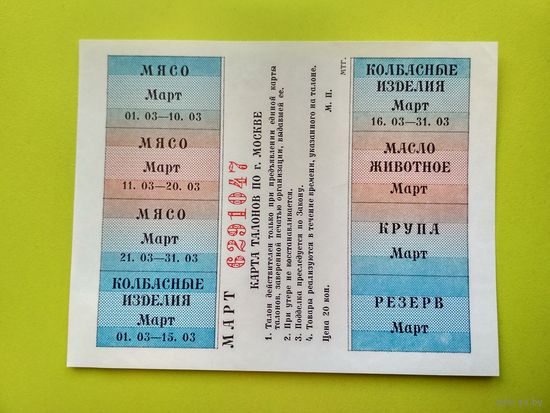 МЯСО
Март
01. 03—10. 03
МЯСО
Март
11. 03—20. 03
МЯСО
Март
21. 03—31. 03
КОЛБАСНЫЕ
ИЗДЕЛИЯ
Март
01. 03—15. 03
МАРТ 6291047
КАРТА ТАЛОНОВ ПО г. МОСКВЕ
1. Талон действителен только при предъявлении единой карты
талонов, заверенной печатью организации, выдавшей ее.
2. При утере не восстанавливается.
3. Подделка преследуется по Закону.
4. Товары реализуются в течение времени, указанного на талоне.
Цена 20 коп.
М. П.
МТГ.
КОЛБАСНЫЕ
ИЗДЕЛИЯ
Март
16. 03—31. 03
МАСЛО
ЖИВОТНОЕ
Март
КРУПА
Март
РЕЗЕРВ
Март